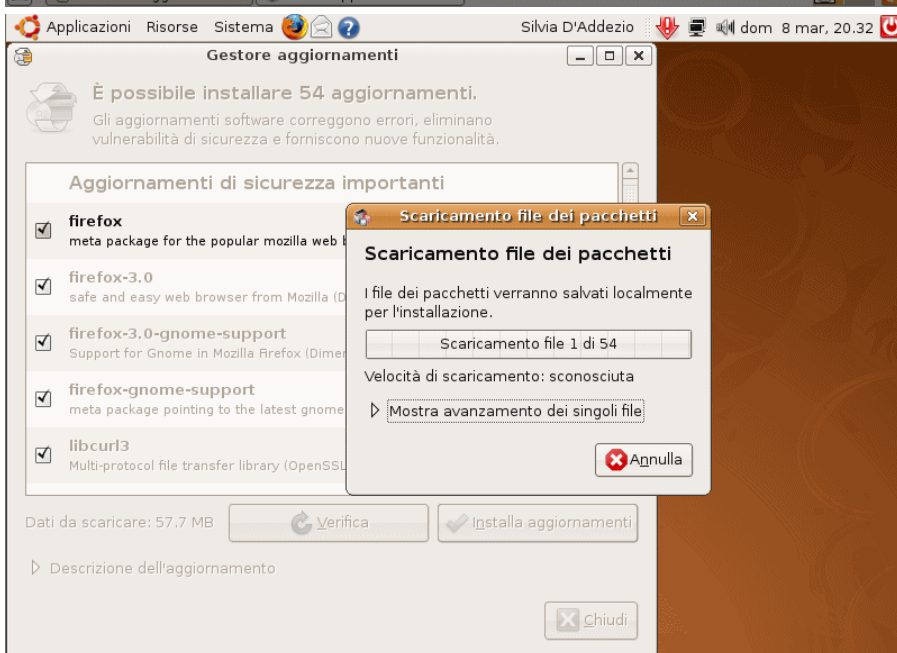 Applicazioni Risorse Sistema Silvia D'Addezio dom 8 mar, 20.32
Gestore aggiornamenti
È possibile installare 54 aggiornamenti.
Gli aggiornamenti software correggono errori, eliminano
vulnerabilità di sicurezza e forniscono nuove funzionalità.
Aggiornamenti di sicurezza importanti
firefox
meta package for the popular mozilla web
firefox-3.0
safe and easy web browser from Mozilla
firefox-3.0-gnome-support
Support for Gnome in Mozilla Firefox
firefox-gnome-support
meta package pointing to the latest gnome
libcurl3
Multi-protocol file transfer library (OpenSSL
Scaricamento file dei pacchetti
Scaricamento file dei pacchetti
I file dei pacchetti verranno salvati localmente
per l'installazione.
Scaricamento file 1 di 54
Velocità di scaricamento: sconosciuta
Mostra avanzamento dei singoli file
Annulla
Dati da scaricare: 57.7 MB
Verifica
Installa aggiornamenti
Descrizione dell'aggiornamento
Chiudi